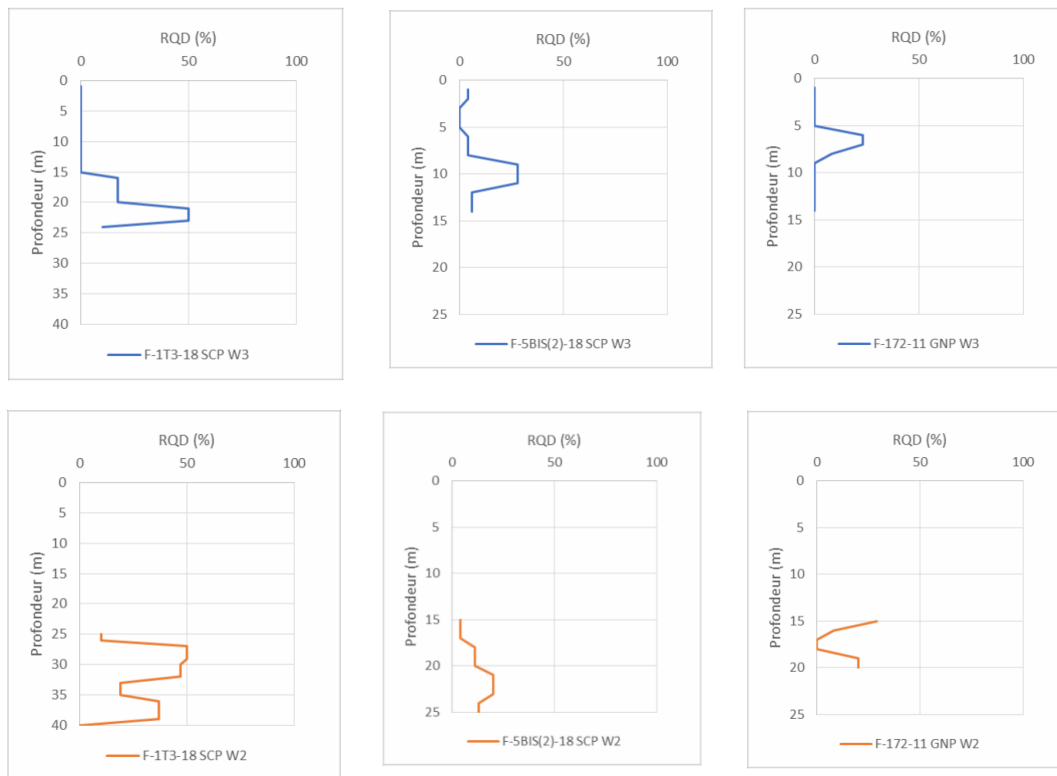 RQD (%)
0 50 100
0
5
10
15
20
25
30
35
40
Profondeur (m)
F-1T3-18 SCP W3
RQD (%)
0 50 100
0
5
10
15
20
25
Profondeur (m)
F-5BIS(2)-18 SCP W3
RQD (%)
0 50 100
0
5
10
15
20
25
Profondeur (m)
F-172-11 GNP W3
RQD (%)
0 50 100
0
5
10
15
20
25
30
35
40
Profondeur (m)
F-1T3-18 SCP W2
RQD (%)
0 50 100
0
5
10
15
20
25
Profondeur (m)
F-5BIS(2)-18 SCP W2
RQD (%)
0 50 100
0
5
10
15
20
25
Profondeur (m)
F-172-11 GNP W2